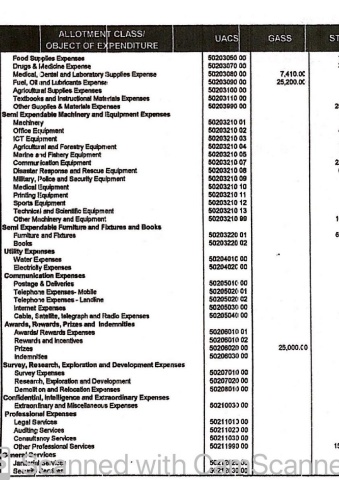 ALLOTMENT CLASS/ UACS GASS ST
OBJECT OF EXPENDITURE
Food Supplies Expenses 50203050 00
Drugs & Medicine Expense 50203070 00
Medical, Dental and Laboratory Supplies Expense 50203080 00 7,410.00
Fuel, Oil and Lubricants Expense 50203090 00 25,200.00
Agricultural Supplies Expenses 50203100 00
Textbooks and Instructional Materials Expenses 50203110 00
Other Supplies & Materials Expenses 50203990 00
Semi Expendable Machinery and Equipment Expenses
Machinery 50203210 01
Office Equipment 50203210 02
ICT Equipment 50203210 03
Agricultural and Forestry Equipment 50203210 04
Marine and Fishery Equipment 50203210 05
Communication Equipment 50203210 07
Disaster Response and Rescue Equipment 50203210 08
Military, Police and Security Equipment 50203210 09
Medical Equipment 50203210 10
Printing Equipment 50203210 11
Sports Equipment 50203210 12
Technical and Scientific Equipment 50203210 13
Other Machinery and Equipment 50203210 99
Semi Expendable Furniture and Fixtures and Books
Furniture and Fixtures 50203220 01
Books 50203220 02
Utility Expenses
Water Expenses 50204010 00
Electricity Expenses 50204020 00
Communication Expenses
Postage & Deliveries 50205010 00
Telephone Expenses- Mobile 50205020 01
Telephone Expenses - Landline 50205020 02
Internet Expenses 50205030 00
Cable, Satellite, telegraph and Radio Expenses 50205040 00
Awards, Rewards, Prizes and Indemnities
Awards/ Rewards Expenses 50206010 01
Rewards and Incentives 50206010 02
Prizes 50206020 00 25,000.00
Indemnities 50206030 00
Survey, Research, Exploration and Development Expenses
Survey Expenses 50207010 00
Research, Exploration and Development 50207020 00
Demolition and Relocation Expenses 50208010 00
Confidential, Intelligence and Extraordinary Expenses
Extraordinary and Miscellaneous Expenses 50210030 00
Professional Expenses
Legal Services 50211010 00
Auditing Services 50211020 00
Consultancy Services 50211030 00
Other Professional Services 50211990 00
General Services
Janitorial Services 50212020 00
Security Services 50212030 00